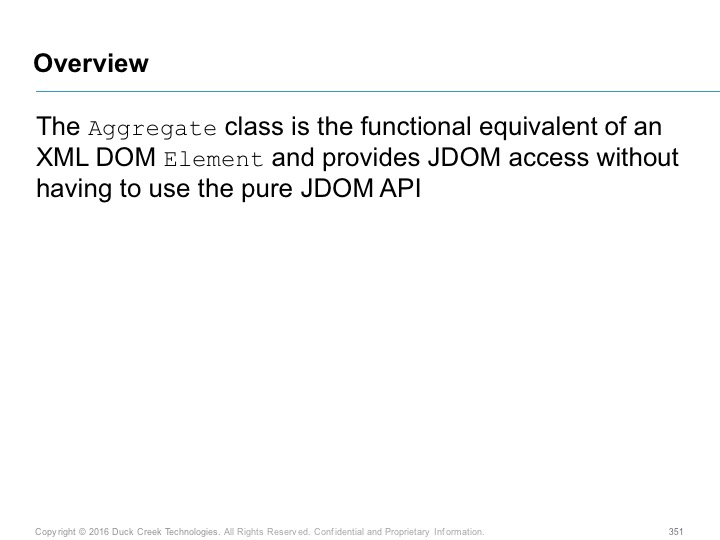 Overview
The Aggregate class is the functional equivalent of an
XML DOM Element and provides JDOM access without
having to use the pure JDOM API
Copyright © 2016 Duck Creek Technologies. All Rights Reserved. Confidential and Proprietary Information.
351